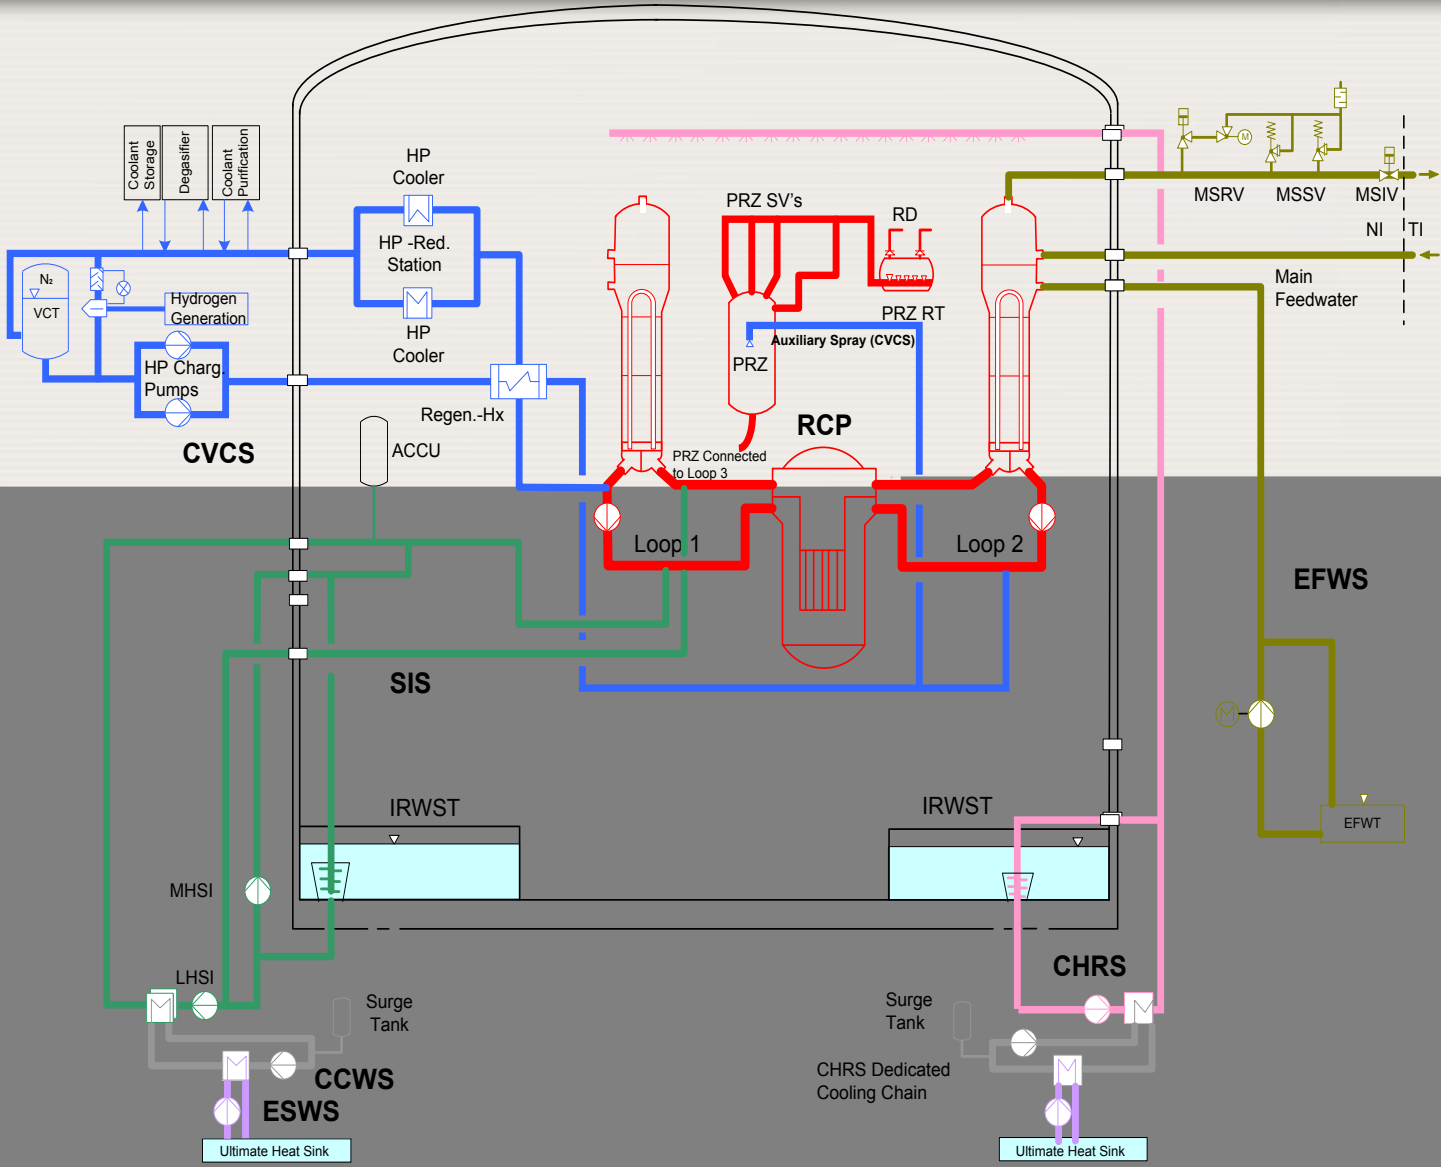 Coolant
Storage
Degasifier
Coolant
Purification
HP
Cooler
HP -Red.
Station
HP
Cooler
PRZ SV's
RD
PRZ RT
Auxiliary Spray (CVCS)
PRZ
MSRV
MSSV
MSIV
NI
TI
Main
Feedwater
N₂
VCT
Hydrogen
Generation
HP Charg.
Pumps
CVCS
Regen.-Hx
ACCU
PRZ Connected
to Loop 3
RCP
Loop 1
Loop 2
EFWS
SIS
M
M
EFWT
IRWST
IRWST
MHSI
LHSI
Surge
Tank
CCWS
ESWS
Ultimate Heat Sink
CHRS
Surge
Tank
CHRS Dedicated
Cooling Chain
Ultimate Heat Sink